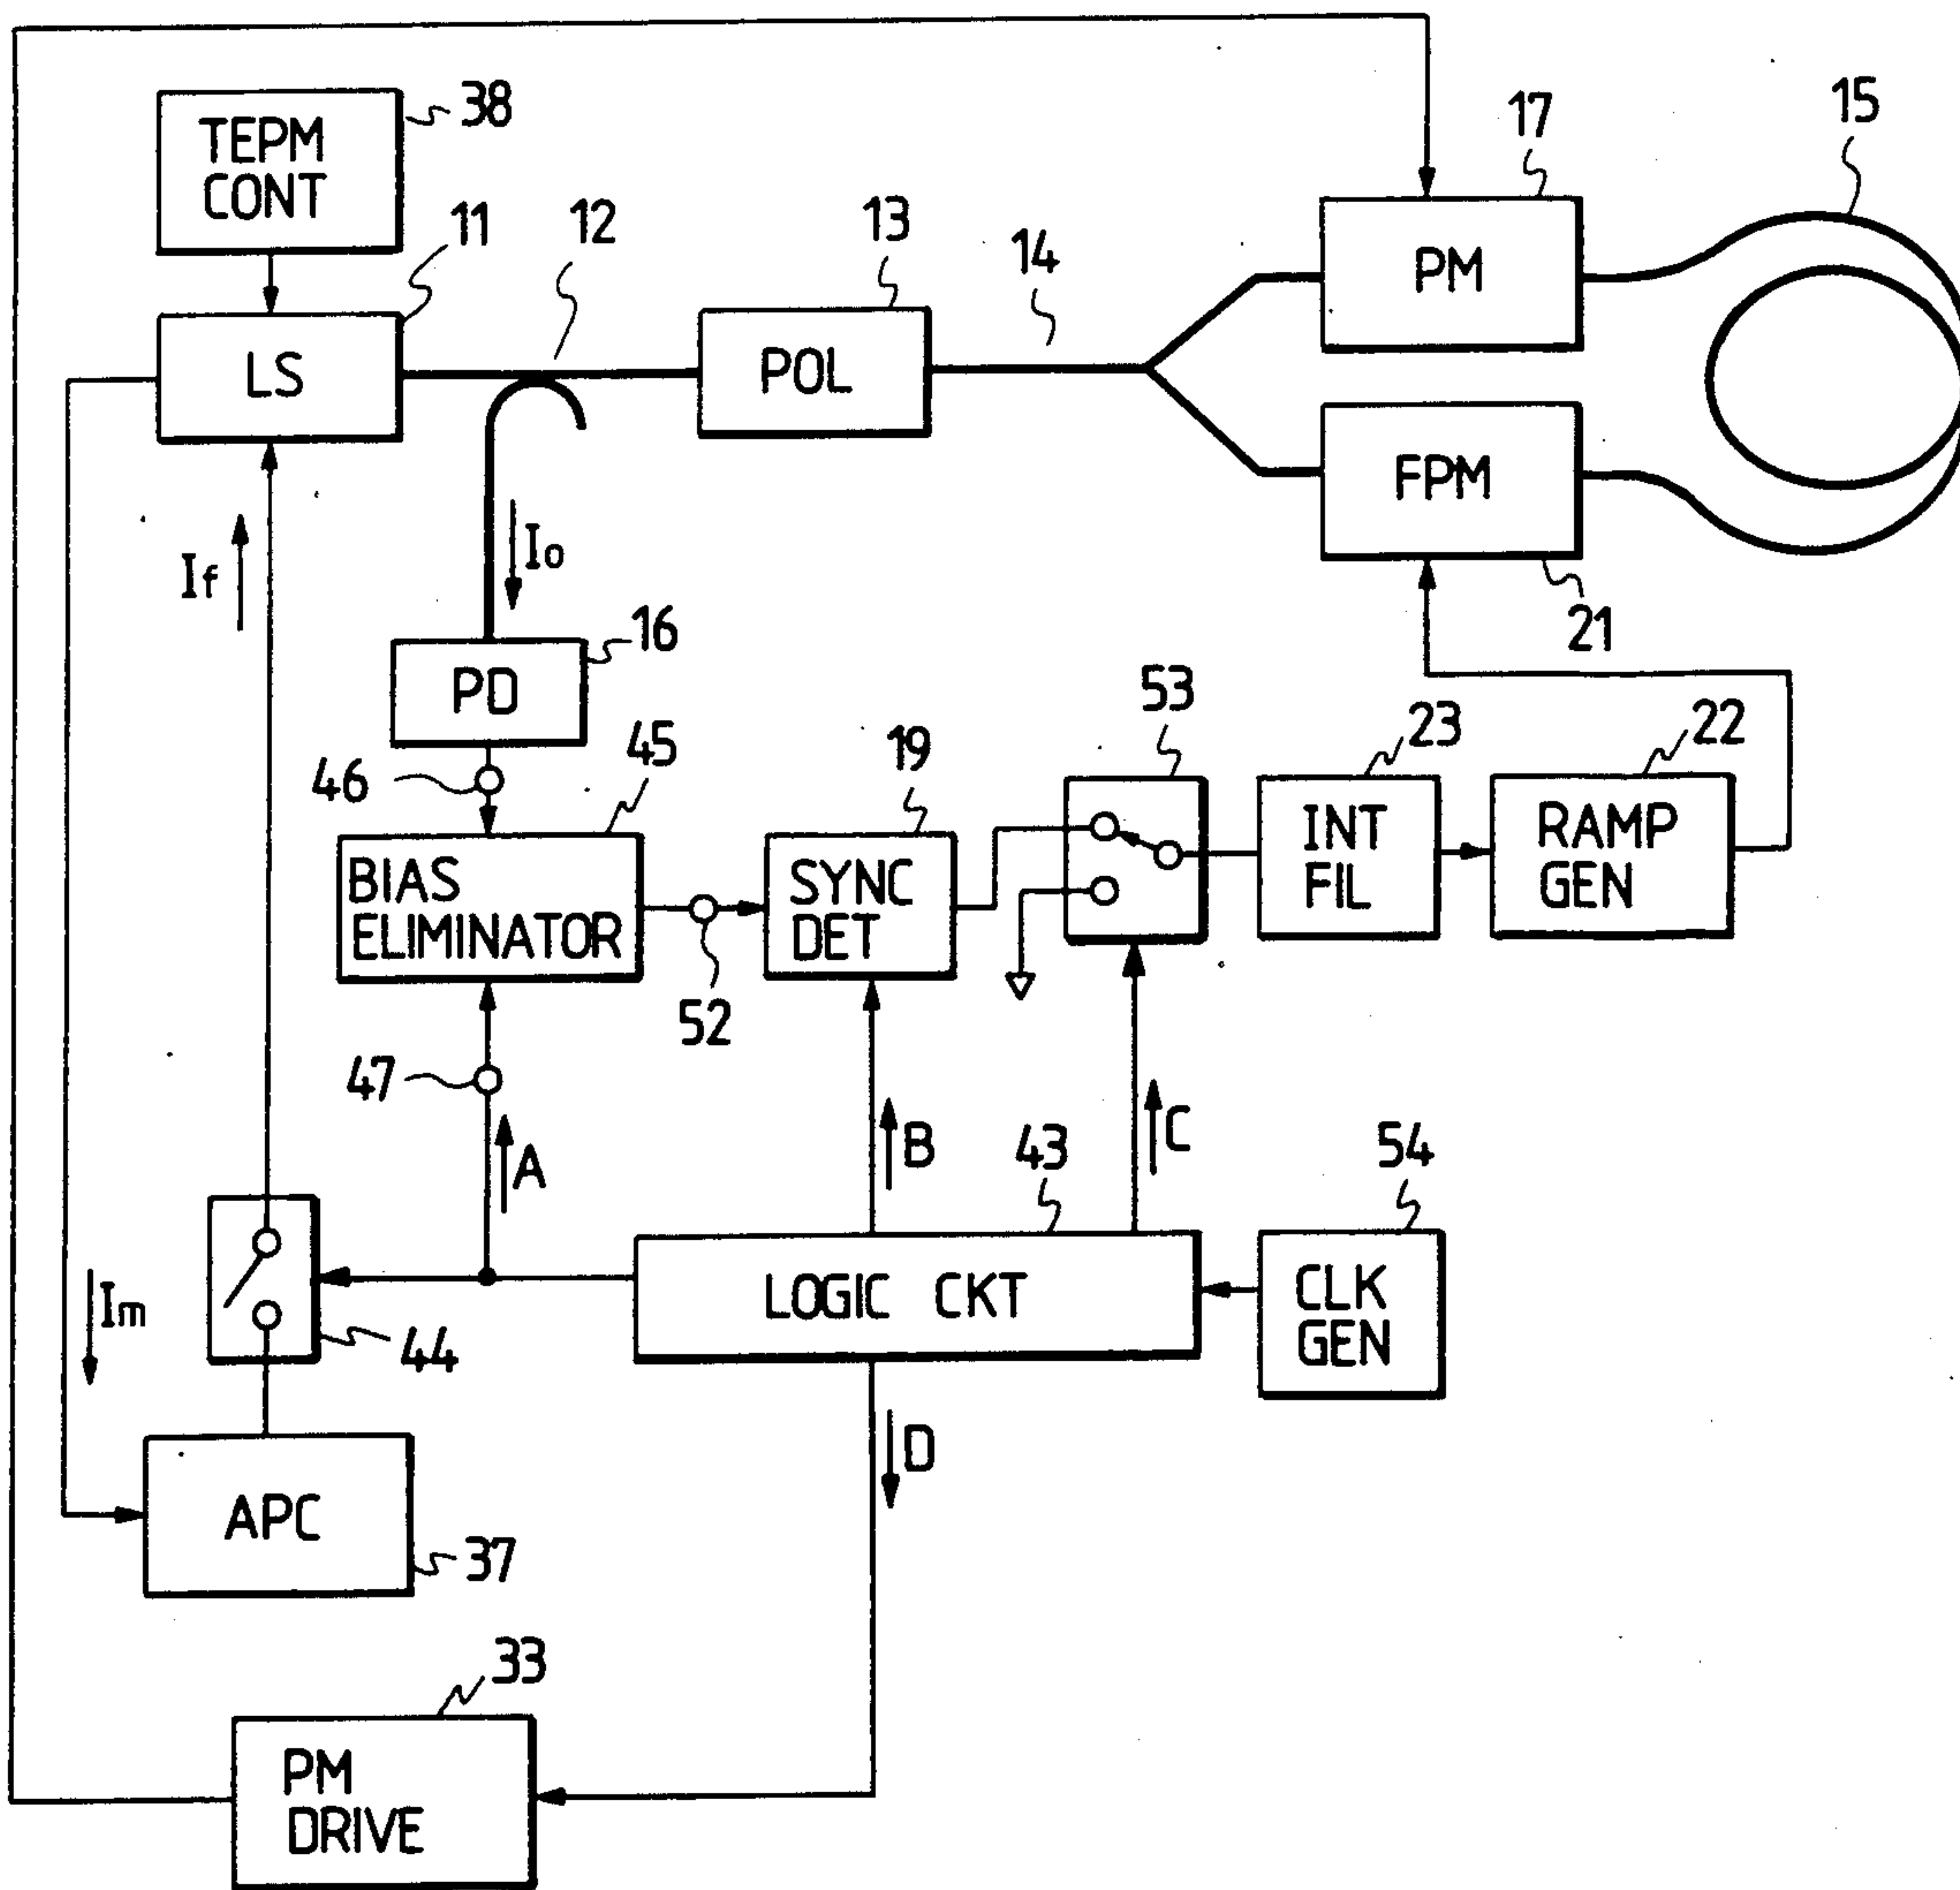 TEPM
CONT
38
11
12
13
14
17
15
LS
POL
PM
FPM
If
Io
21
16
PD
45
46
19
53
23
22
BIAS
ELIMINATOR
SYNC
DET
INT
FIL
RAMP
GEN
52
47
A
B
C
43
54
LOGIC CKT
CLK
GEN
Im
44
D
APC
37
33
PM
DRIVE